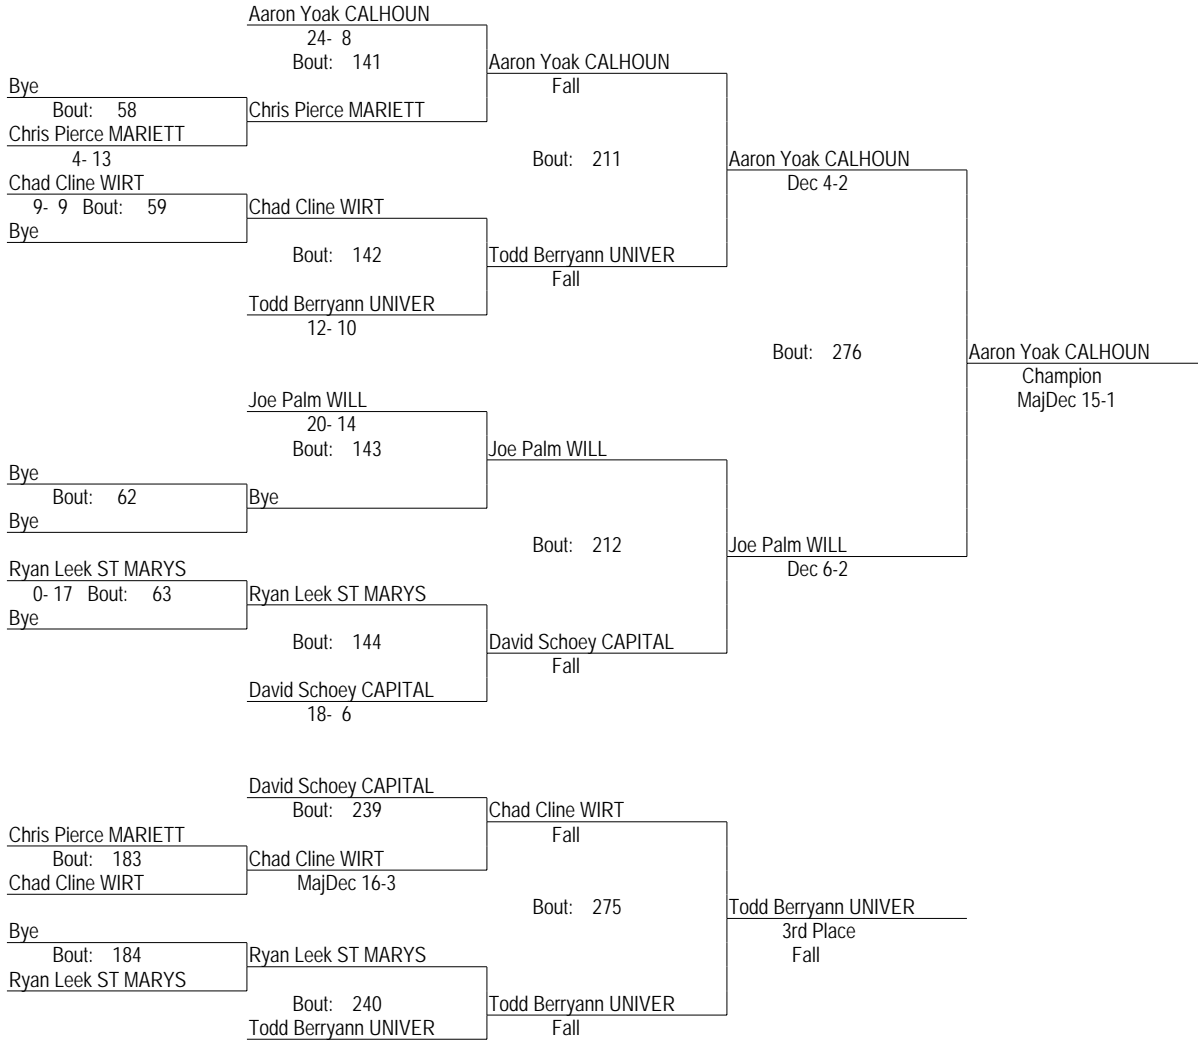 Aaron Yoak CALHOUN
24- 8
Bout: 141
Aaron Yoak CALHOUN
Fall
Bye
Bout: 58
Chris Pierce MARIETT
Chris Pierce MARIETT
4- 13
Bout: 211
Aaron Yoak CALHOUN
Dec 4-2
Chad Cline WIRT
9- 9 Bout: 59
Chad Cline WIRT
Bye
Bout: 142
Todd Berryann UNIVER
Fall
Todd Berryann UNIVER
12- 10
Bout: 276
Aaron Yoak CALHOUN
Champion
MajDec 15-1
Joe Palm WILL
20- 14
Bout: 143
Joe Palm WILL
Bye
Bout: 62
Bye
Bye
Bout: 212
Joe Palm WILL
Dec 6-2
Ryan Leek ST MARYS
0- 17 Bout: 63
Ryan Leek ST MARYS
Bye
Bout: 144
David Schoey CAPITAL
Fall
David Schoey CAPITAL
18- 6
David Schoey CAPITAL
Bout: 239
Chad Cline WIRT
Fall
Chris Pierce MARIETT
Bout: 183
Chad Cline WIRT
Chad Cline WIRT
MajDec 16-3
Bout: 275
Todd Berryann UNIVER
3rd Place
Fall
Bye
Bout: 184
Ryan Leek ST MARYS
Ryan Leek ST MARYS
Bout: 240
Todd Berryann UNIVER
Fall
Todd Berryann UNIVER